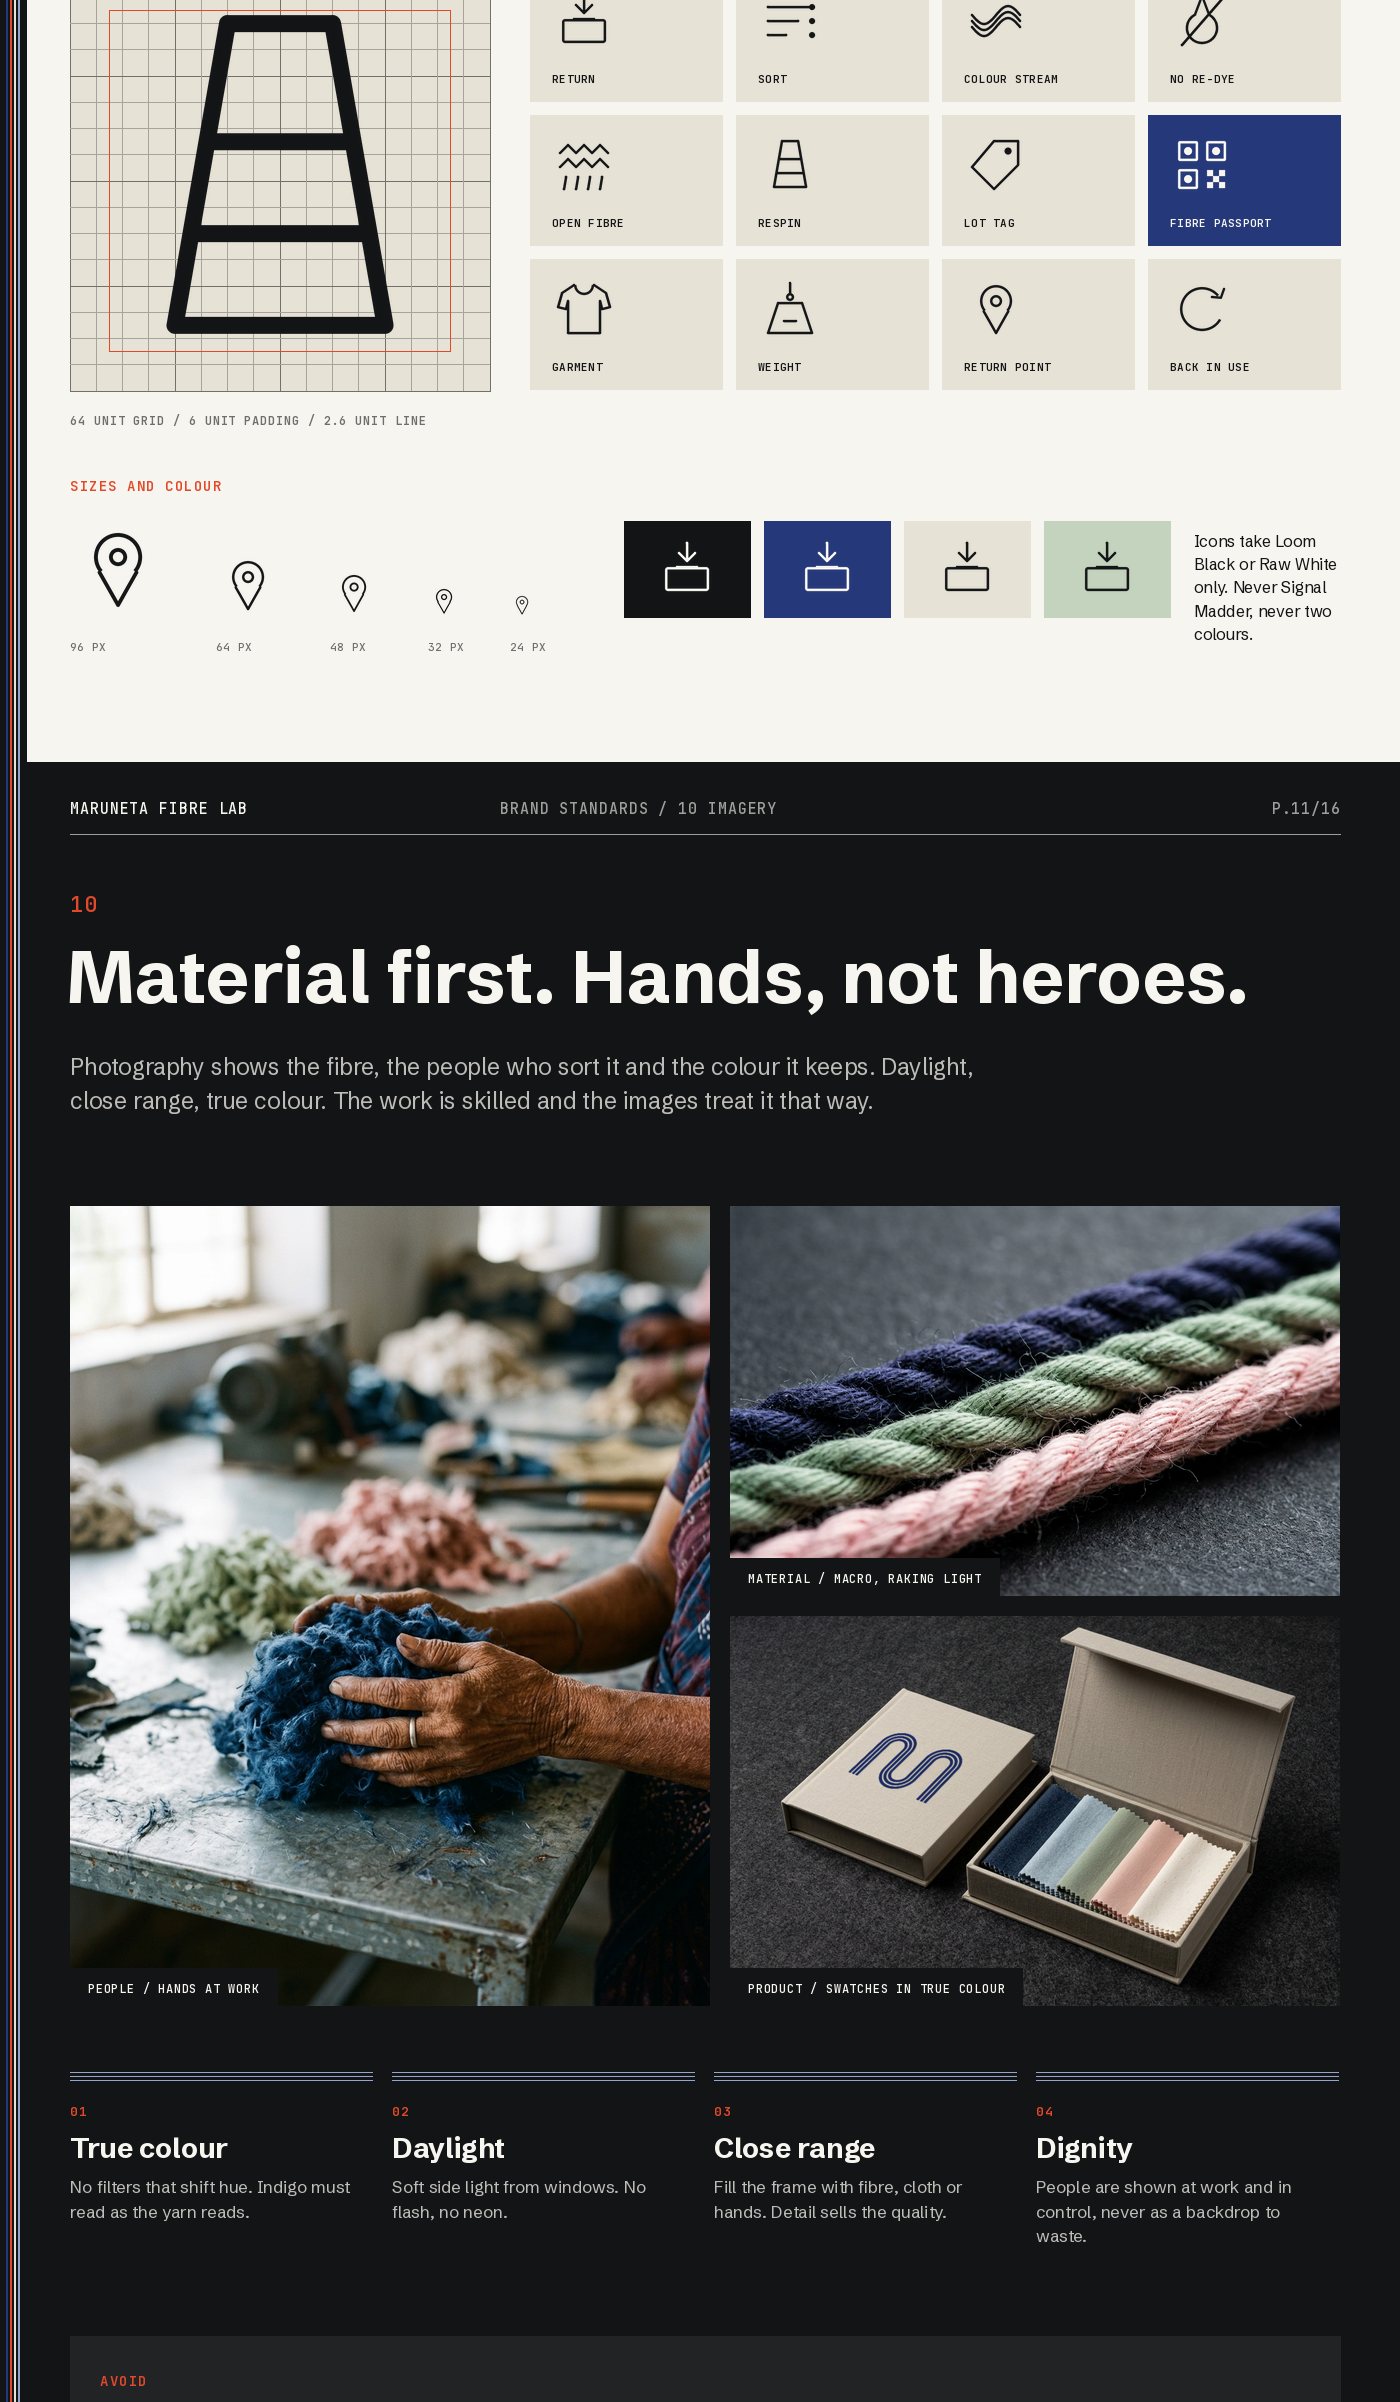 RETURN
SORT
COLOUR STREAM
NO RE-DYE
OPEN FIBRE
RESPIN
LOT TAG
FIBRE PASSPORT
GARMENT
WEIGHT
RETURN POINT
BACK IN USE
64 UNIT GRID / 6 UNIT PADDING / 2.6 UNIT LINE
SIZES AND COLOUR
96 PX
64 PX
48 PX
32 PX
24 PX
Icons take Loom
Black or Raw White
only. Never Signal
Madder, never two
colours.
MARUNETA FIBRE LAB
BRAND STANDARDS / 10 IMAGERY
P.11/16
10
Material first. Hands, not heroes.
Photography shows the fibre, the people who sort it and the colour it keeps. Daylight,
close range, true colour. The work is skilled and the images treat it that way.
MATERIAL / MACRO, RAKING LIGHT
PEOPLE / HANDS AT WORK
PRODUCT / SWATCHES IN TRUE COLOUR
01
True colour
No filters that shift hue. Indigo must
read as the yarn reads.
02
Daylight
Soft side light from windows. No
flash, no neon.
03
Close range
Fill the frame with fibre, cloth or
hands. Detail sells the quality.
04
Dignity
People are shown at work and in
control, never as a backdrop to
waste.
AVOID